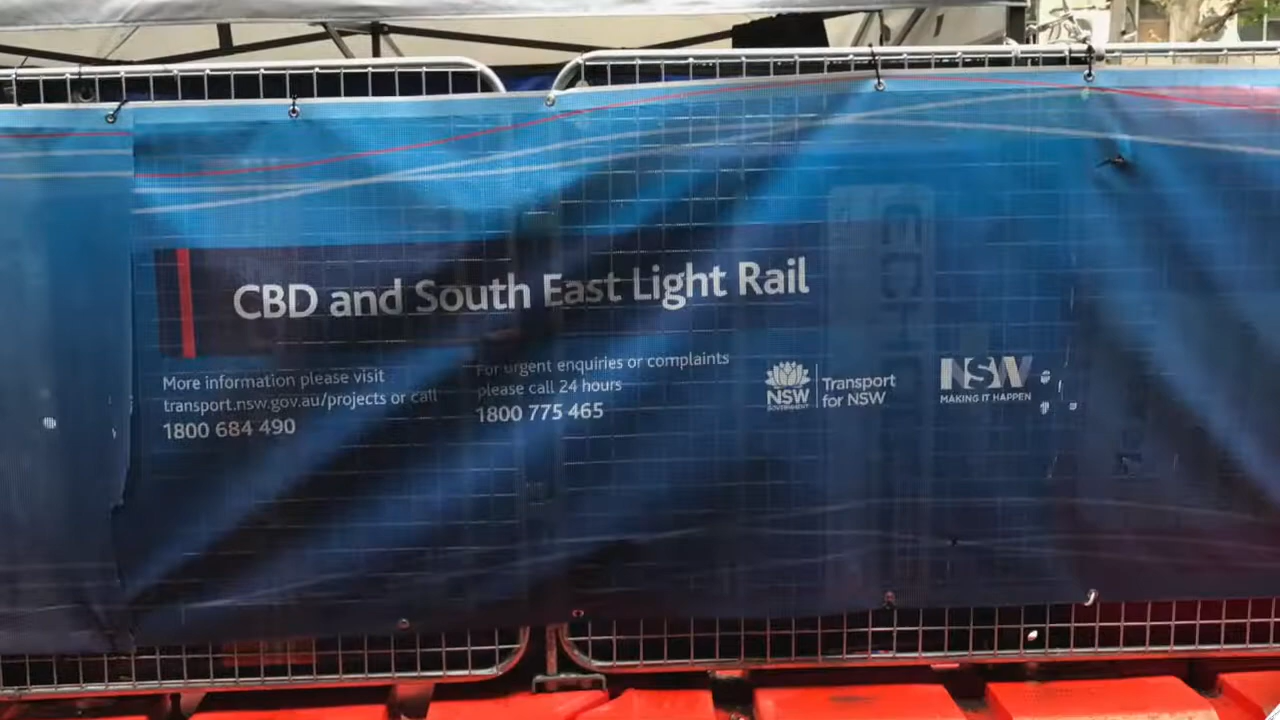 CBD and South East Light Rail
More information please visit
transport.nsw.gov.au/projects or call
1800 684 490
For urgent enquiries or complaints
please call 24 hours
1800 775 465
NSW
GOVERNMENT
Transport
for NSW
NSW
MAKING IT HAPPEN